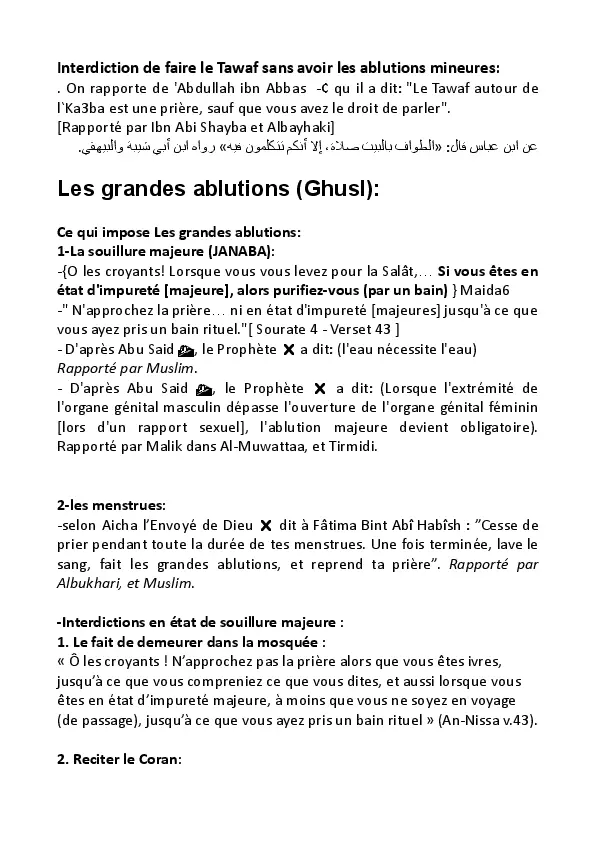 Interdiction de faire le Tawaf sans avoir les ablutions mineures:
. On rapporte de 'Abdullah ibn Abbas -¢ qu il a dit: "Le Tawaf autour de
l`Ka3ba est une prière, sauf que vous avez le droit de parler".
[Rapporté par Ibn Abi Shayba et Albayhaki]
عن ابن عباس قال: «الطواف بالبيت صلاة، إلا أنكم تتكلمون فيه» رواه ابن أبي شيبة والبيهقي.
Les grandes ablutions (Ghusl):
Ce qui impose Les grandes ablutions:
1-La souillure majeure (JANABA):
-{O les croyants! Lorsque vous vous levez pour la Salât,… Si vous êtes en
état d'impureté [majeure], alors purifiez-vous (par un bain) } Maida6
-" N'approchez la prière… ni en état d'impureté [majeures] jusqu'à ce que
vous ayez pris un bain rituel."[ Sourate 4 - Verset 43 ]
- D'après Abu Said , le Prophète ✖ a dit: (l'eau nécessite l'eau)
Rapporté par Muslim.
- D'après Abu Said , le Prophète ✖ a dit: (Lorsque l'extrémité de
l'organe génital masculin dépasse l'ouverture de l'organe génital féminin
[lors d'un rapport sexuel], l'ablution majeure devient obligatoire).
Rapporté par Malik dans Al-Muwattaa, et Tirmidi.
2-les menstrues:
-selon Aicha l’Envoyé de Dieu ✖ dit à Fâtima Bint Abî Habîsh : ”Cesse de
prier pendant toute la durée de tes menstrues. Une fois terminée, lave le
sang, fait les grandes ablutions, et reprend ta prière”. Rapporté par
Albukhari, et Muslim.
-Interdictions en état de souillure majeure :
1. Le fait de demeurer dans la mosquée :
« Ô les croyants ! N’approchez pas la prière alors que vous êtes ivres,
jusqu’à ce que vous compreniez ce que vous dites, et aussi lorsque vous
êtes en état d’impureté majeure, à moins que vous ne soyez en voyage
(de passage), jusqu’à ce que vous ayez pris un bain rituel » (An-Nissa v.43).
2. Reciter le Coran: